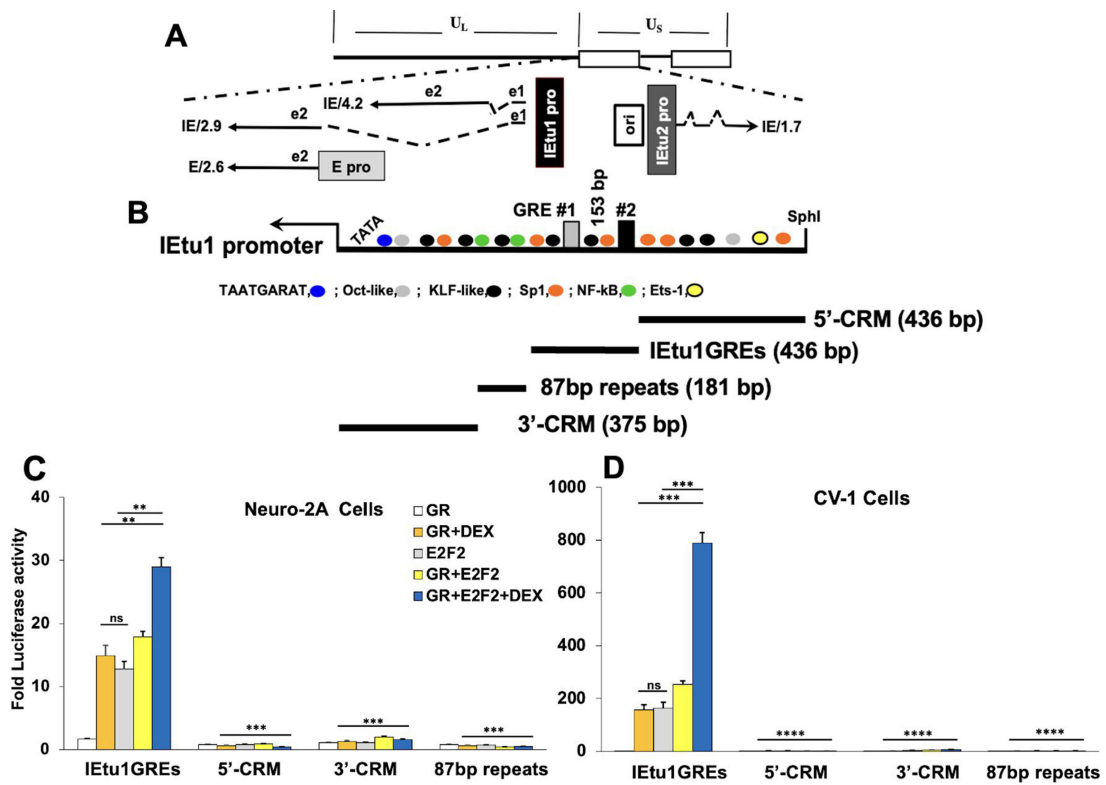 A
U_L
U_S
IE/4.2
e2
e1
IE/2.9
e2
e1
IEtu1 pro
ori
IEtu2 pro
IE/1.7
E/2.6
e2
E pro
B
IEtu1 promoter
TATA
GRE #1
153 bp
#2
SphI
TAATGARAT, ; Oct-like, ; KLF-like, ; Sp1, ; NF-kB, ; Ets-1,
5’-CRM (436 bp)
IEtu1GREs (436 bp)
87bp repeats (181 bp)
3’-CRM (375 bp)
C
Neuro-2A Cells
Fold Luciferase activity
40
30
20
10
0
**
**
ns
***
***
***
GR
GR+DEX
E2F2
GR+E2F2
GR+E2F2+DEX
IEtu1GREs
5’-CRM
3’-CRM
87bp repeats
D
CV-1 Cells
1000
800
600
400
200
0
***
***
ns
****
****
****
IEtu1GREs
5’-CRM
3’-CRM
87bp repeats